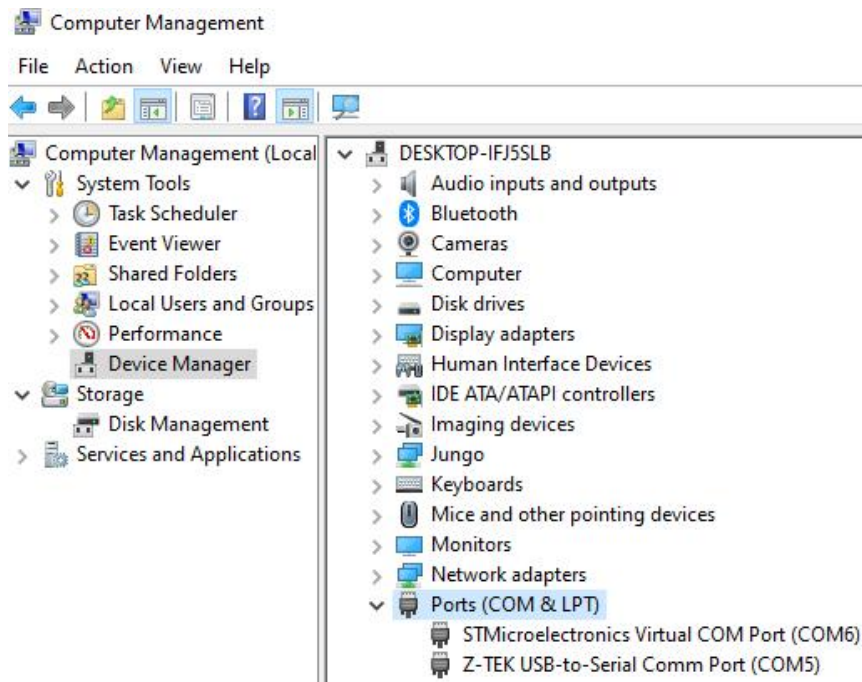 Computer Management
File Action View Help
Computer Management (Local
System Tools
Task Scheduler
Event Viewer
Shared Folders
Local Users and Groups
Performance
Device Manager
Storage
Disk Management
Services and Applications
DESKTOP-IFJ5SLB
Audio inputs and outputs
Bluetooth
Cameras
Computer
Disk drives
Display adapters
Human Interface Devices
IDE ATA/ATAPI controllers
Imaging devices
Jungo
Keyboards
Mice and other pointing devices
Monitors
Network adapters
Ports (COM & LPT)
STMicroelectronics Virtual COM Port (COM6)
Z-TEK USB-to-Serial Comm Port (COM5)